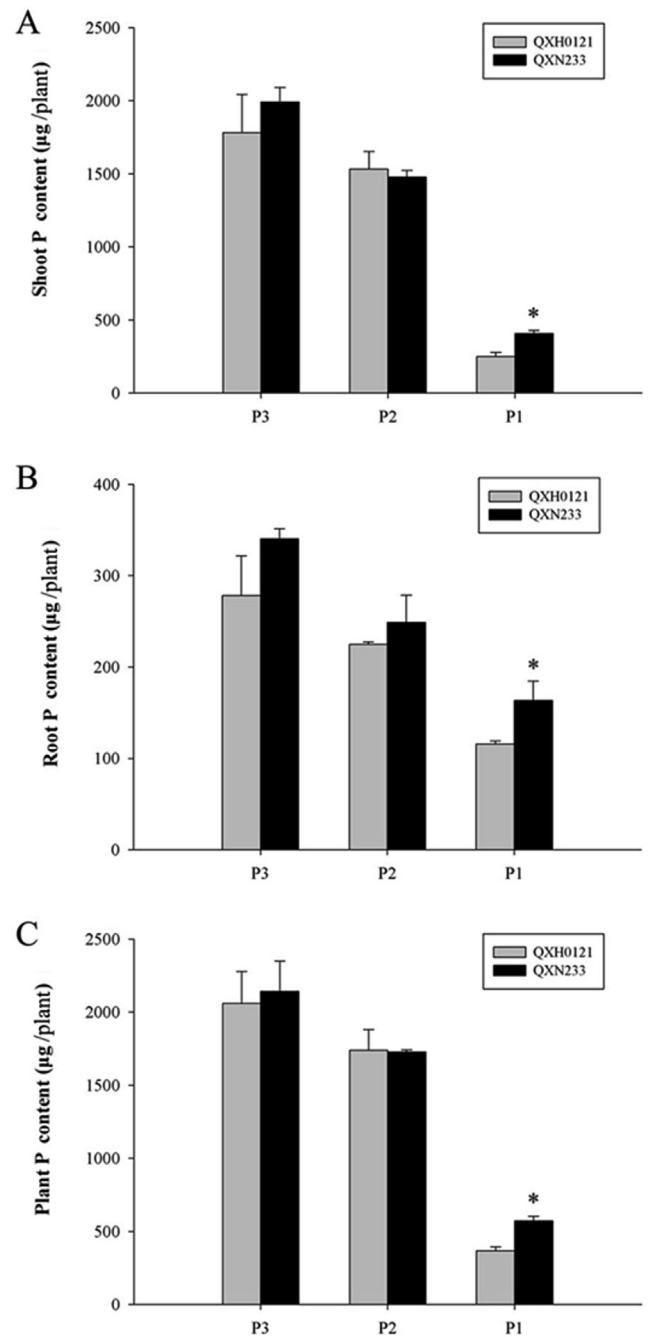 A
2500
2000
1500
1000
500
0
Shoot P content (µg /plant)
QXH0121
QXN233
*
P3 P2 P1
B
400
300
200
100
0
Root P content (µg /plant)
QXH0121
QXN233
*
P3 P2 P1
C
2500
2000
1500
1000
500
0
Plant P content (µg /plant)
QXH0121
QXN233
*
P3 P2 P1